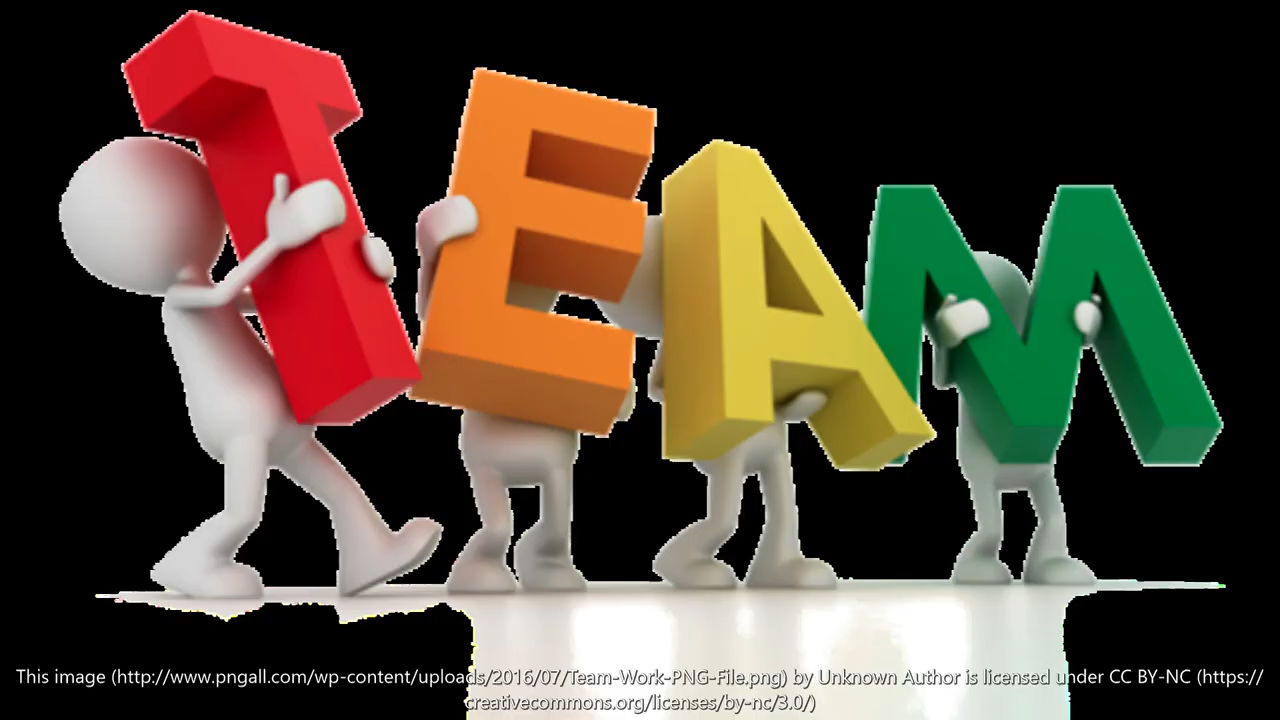 TEAM
This image (http://www.pngall.com/wp-content/uploads/2016/07/Team-Work-PNG-File.png) by Unknown Author is licensed under CC BY-NC (https://
creativecommons.org/licenses/by-nc/3.0/)